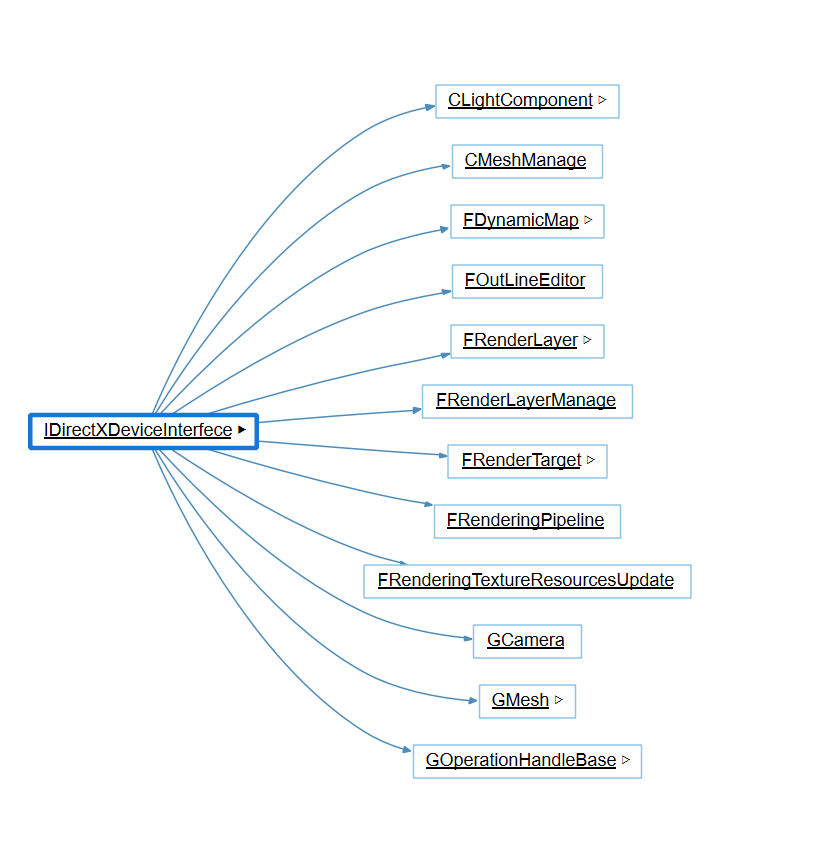 CLightComponent ▷
CMeshManage
FDynamicMap ▷
FOutLineEditor
FRenderLayer ▷
FRenderLayerManage
IDirectXDeviceInterfece ▶
FRenderTarget ▷
FRenderingPipeline
FRenderingTextureResourcesUpdate
GCamera
GMesh ▷
GOperationHandleBase ▷